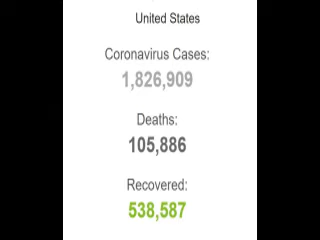 United States
Coronavirus Cases:
1,826,909
Deaths:
105,886
Recovered:
538,587